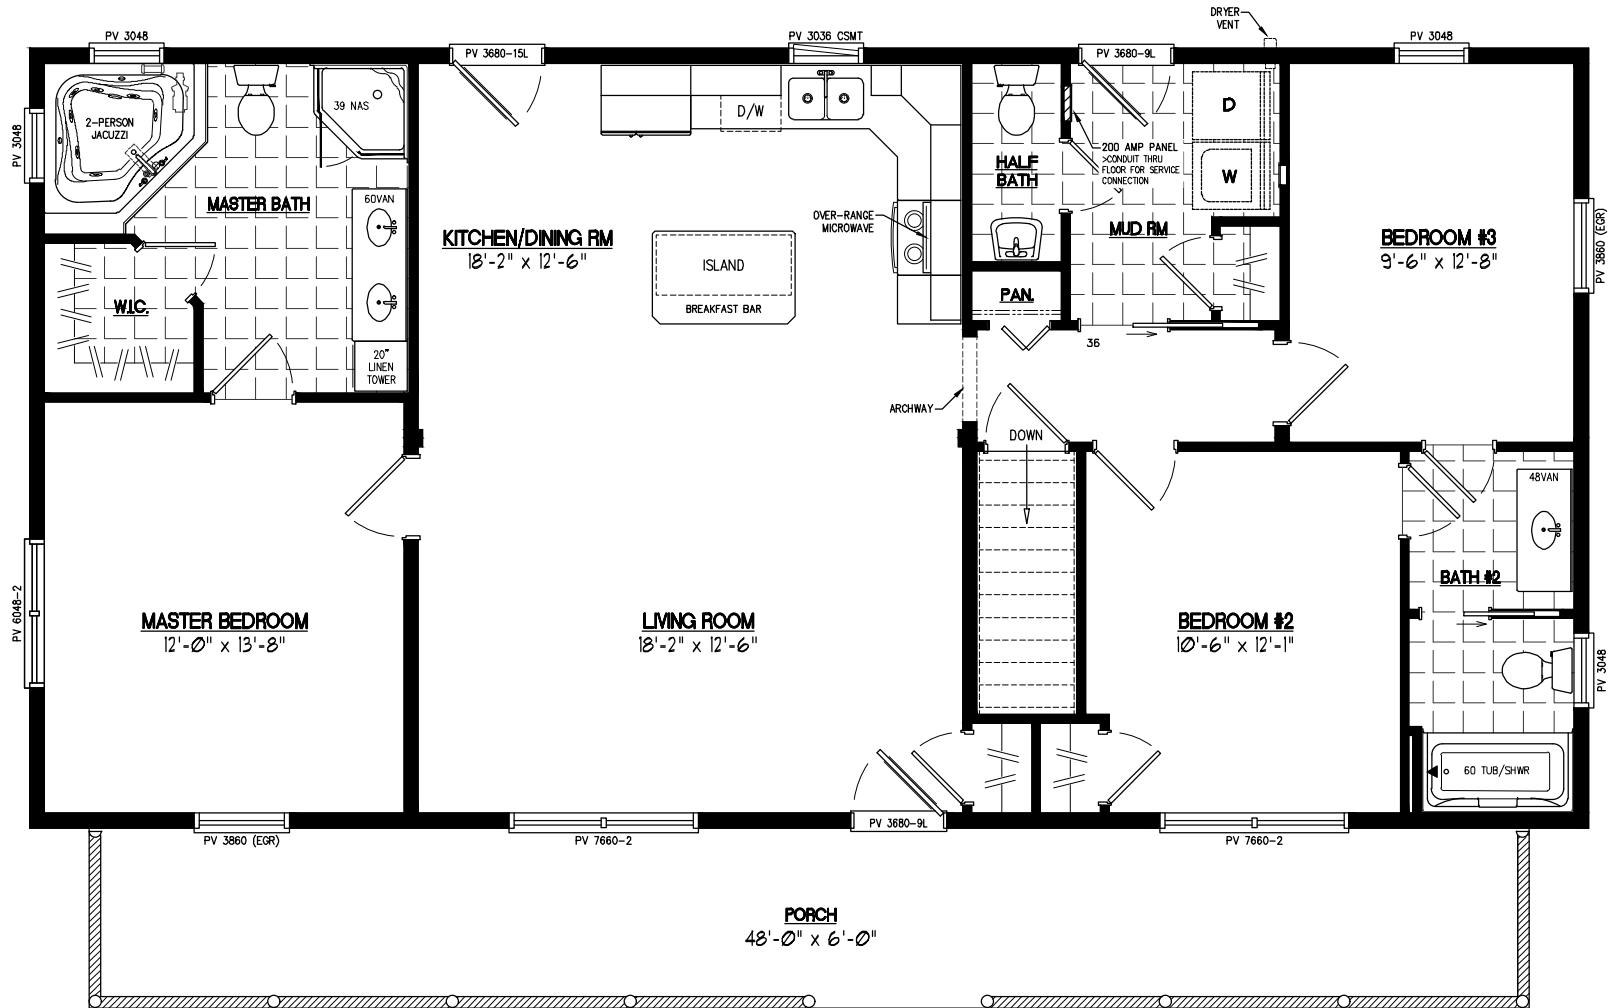 DRYER
VENT
PV 3048
PV 3680-15L
PV 3036 CSMT
PV 3680-9L
PV 3048
2-PERSON
JACUZZI
39 NAS
D/W
D
W
200 AMP PANEL
>CONDUIT THRU
FLOOR FOR SERVICE
CONNECTION
PV 3048
HALF
BATH
MASTER BATH
60VAN
OVER-RANGE
MICROWAVE
MUD RM
KITCHEN/DINING RM
18'-2" x 12'-6"
BEDROOM #3
9'-6" x 12'-8"
PV 3860 (EGR)
ISLAND
BREAKFAST BAR
W.I.C.
PAN.
36
20"
LINEN
TOWER
ARCHWAY
DOWN
48VAN
BATH #2
PV 6048-2
MASTER BEDROOM
12'-0" x 13'-8"
LIVING ROOM
18'-2" x 12'-6"
BEDROOM #2
10'-6" x 12'-1"
PV 3048
60 TUB/SHWR
PV 3680-9L
PV 3860 (EGR)
PV 7660-2
PV 7660-2
PORCH
48'-0" x 6'-0"